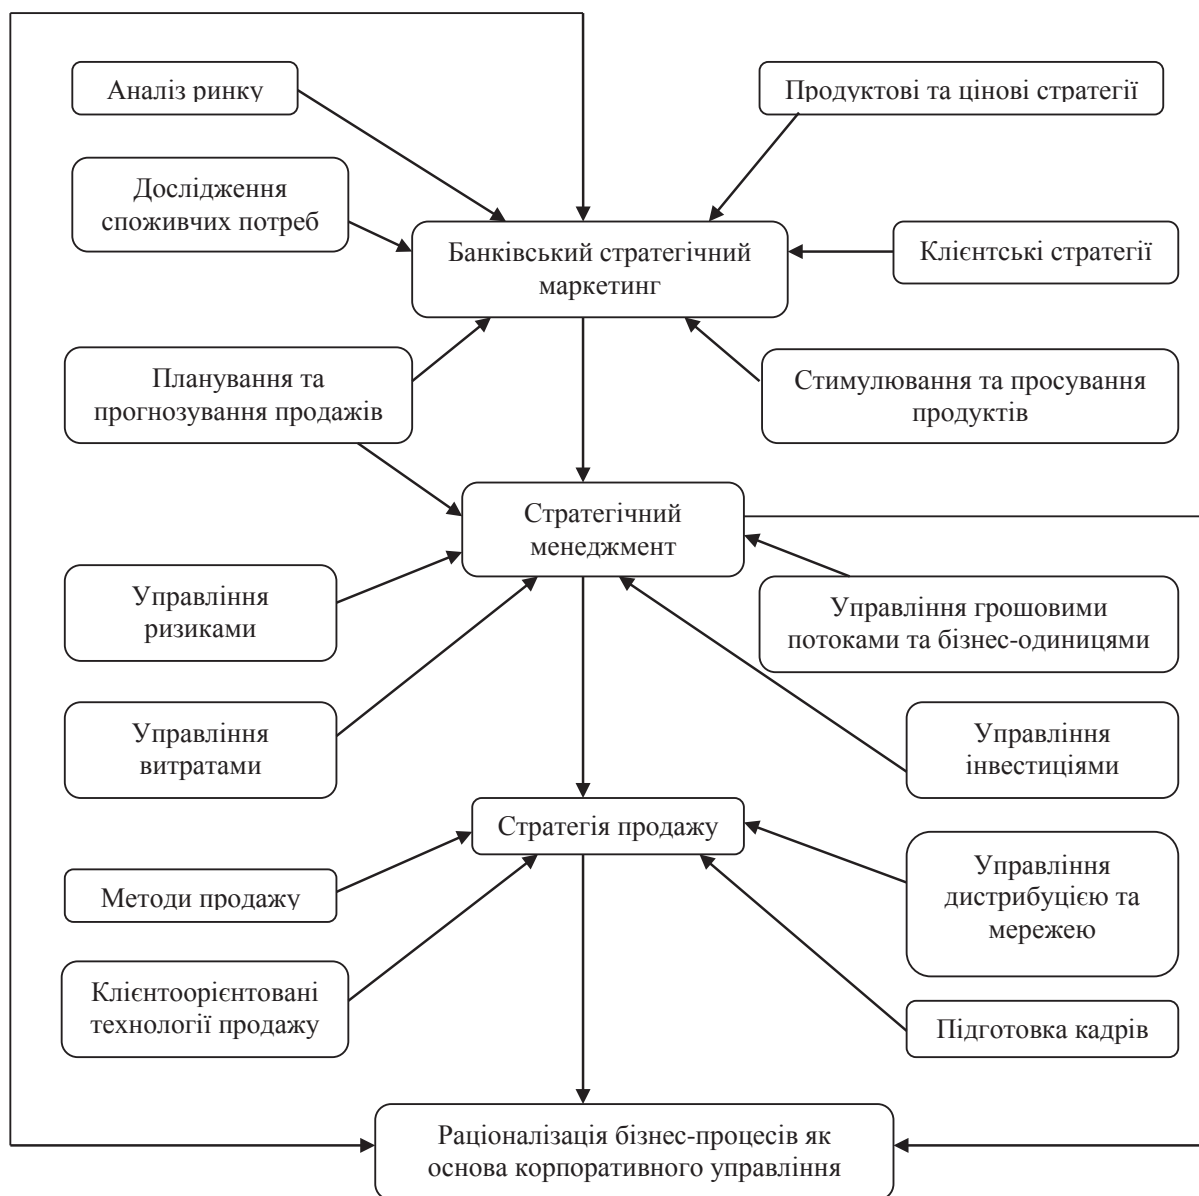 Аналіз ринку
Продуктові та цінові стратегії
Дослідження
споживчих потреб
Банківський стратегічний
маркетинг
Клієнтські стратегії
Планування та
прогнозування продажів
Стимулювання та просування
продуктів
Стратегічний
менеджмент
Управління
ризиками
Управління грошовими
потоками та бізнес-одиницями
Управління
витратами
Управління
інвестиціями
Стратегія продажу
Методи продажу
Управління
дистрибуцією та
мережею
Клієнтоорієнтовані
технології продажу
Підготовка кадрів
Раціоналізація бізнес-процесів як
основа корпоративного управління